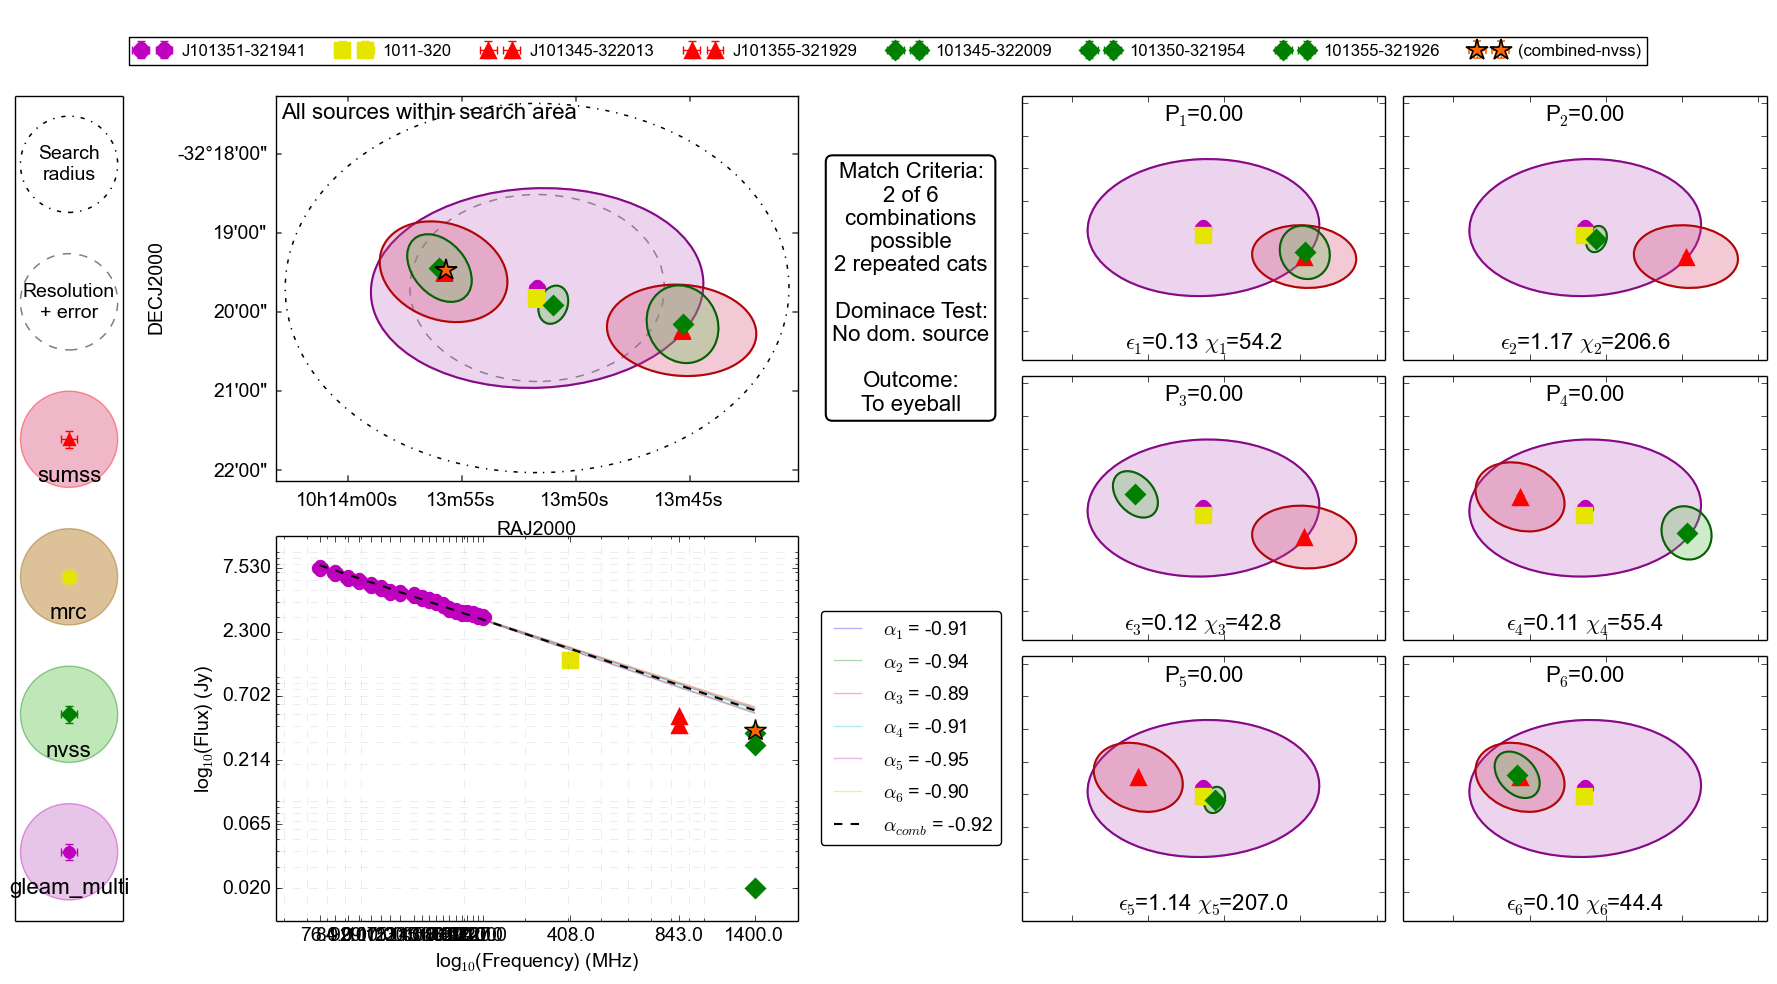 J101351-321941
1011-320
J101345-322013
J101355-321929
101345-322009
101350-321954
101355-321926
(combined-nvss)
Search
radius
Resolution
+ error
sumss
mrc
nvss
gleam_multi
All sources within search area
DECJ2000
-32°18'00"
19'00"
20'00"
21'00"
22'00"
10h14m00s
13m55s
13m50s
13m45s
RAJ2000
Match Criteria:
2 of 6
combinations
possible
2 repeated cats
Dominace Test:
No dom. source
Outcome:
To eyeball
log10(Flux) (Jy)
7.530
2.300
0.702
0.214
0.065
0.020
408.0
843.0
1400.0
log10(Frequency) (MHz)
α1 = -0.91
α2 = -0.94
α3 = -0.89
α4 = -0.91
α5 = -0.95
α6 = -0.90
αcomb = -0.92
P1=0.00
ϵ1=0.13 χ1=54.2
P2=0.00
ϵ2=1.17 χ2=206.6
P3=0.00
ϵ3=0.12 χ3=42.8
P4=0.00
ϵ4=0.11 χ4=55.4
P5=0.00
ϵ5=1.14 χ5=207.0
P6=0.00
ϵ6=0.10 χ6=44.4